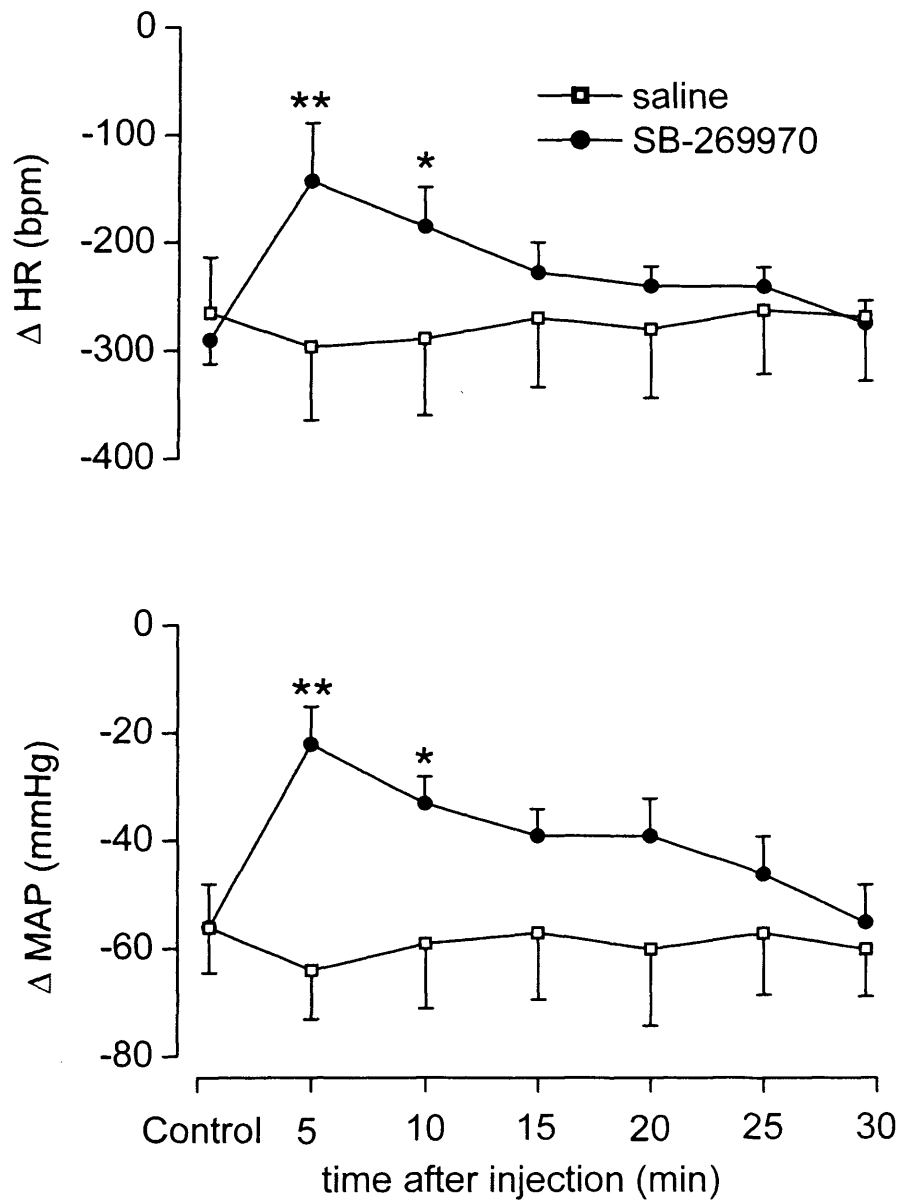 0
-100
-200
-300
-400
Δ HR (bpm)
saline
SB-269970
**
*
0
-20
-40
-60
-80
Δ MAP (mmHg)
**
*
Control 5 10 15 20 25 30
time after injection (min)